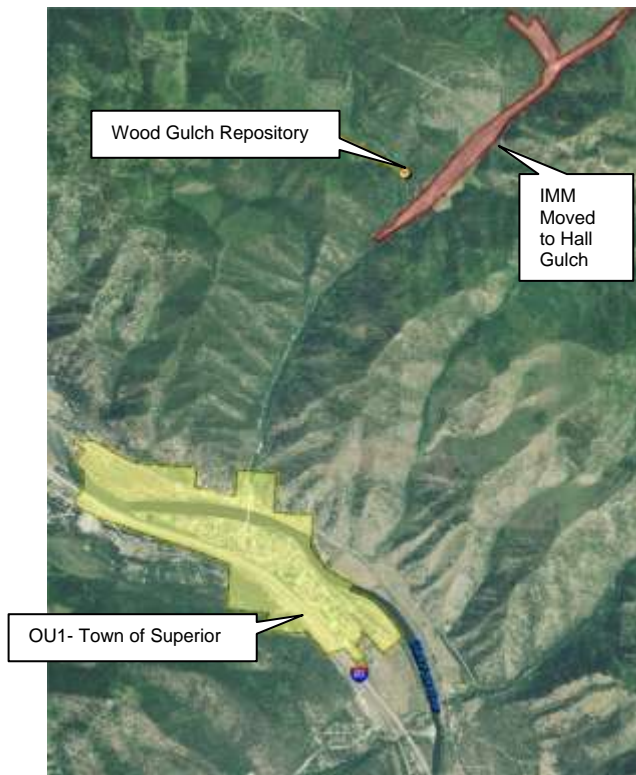 Wood Gulch Repository
IMM
Moved
to Hall
Gulch
OU1- Town of Superior